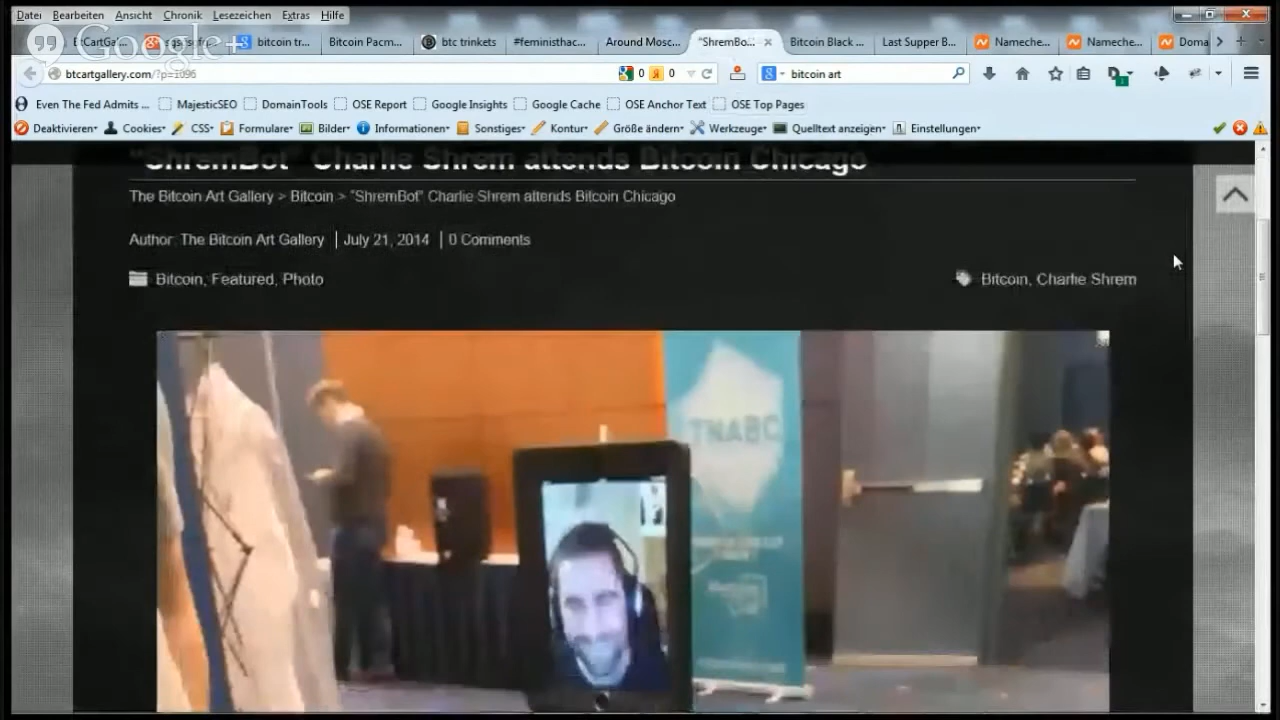 Datei Bearbeiten Ansicht Chronik Lesezeichen Extras Hilfe
Google+
bitcoin tr... Bitcoin Pacm... btc trinkets #feministhac... Around Mosc... "ShremBo... × Bitcoin Black ... Last Supper B... Nameche... Nameche... Doma
btcartgallery.com/?p=1096 0 0 bitcoin art
Even The Fed Admits ... MajesticSEO DomainTools OSE Report Google Insights Google Cache OSE Anchor Text OSE Top Pages
Deaktivieren Cookies CSS Formulare Bilder Informationen Sonstiges Kontur Größe ändern Werkzeuge Quelltext anzeigen Einstellungen
"ShremBot" Charlie Shrem attends Bitcoin Chicago
The Bitcoin Art Gallery > Bitcoin > "ShremBot" Charlie Shrem attends Bitcoin Chicago
Author: The Bitcoin Art Gallery | July 21, 2014 | 0 Comments
Bitcoin, Featured, Photo Bitcoin, Charlie Shrem
TNABC